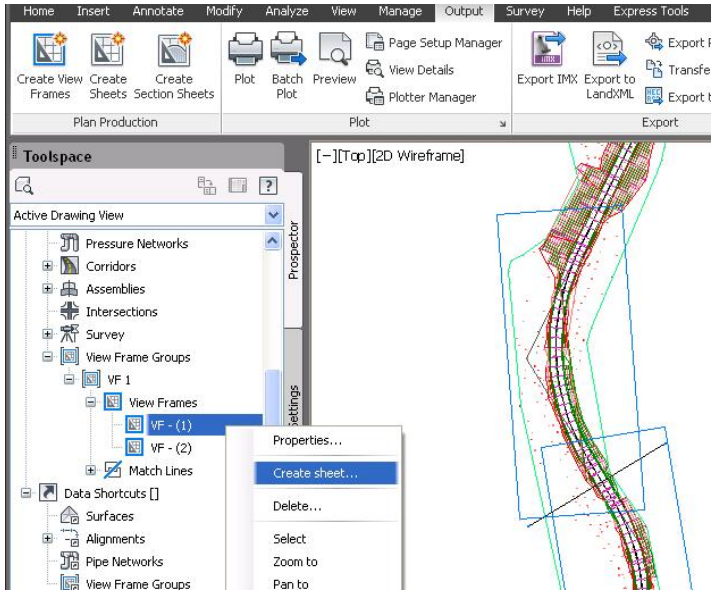 Home Insert Annotate Modify Analyze View Manage Output Survey Help Express Tools
Create View Frames
Create Sheets
Create Section Sheets
Plot
Batch Plot
Preview
Page Setup Manager
View Details
Plotter Manager
IMX
Export IMX
Export to LandXML
Export
Export t
Plan Production
Plot
Export
Toolspace
[−][Top][2D Wireframe]
Active Drawing View
Prospector
Settings
Pressure Networks
Corridors
Assemblies
Intersections
Survey
View Frame Groups
VF 1
View Frames
VF - (1)
VF - (2)
Match Lines
Data Shortcuts []
Surfaces
Alignments
Pipe Networks
View Frame Groups
Properties...
Create sheet...
Delete...
Select
Zoom to
Pan to